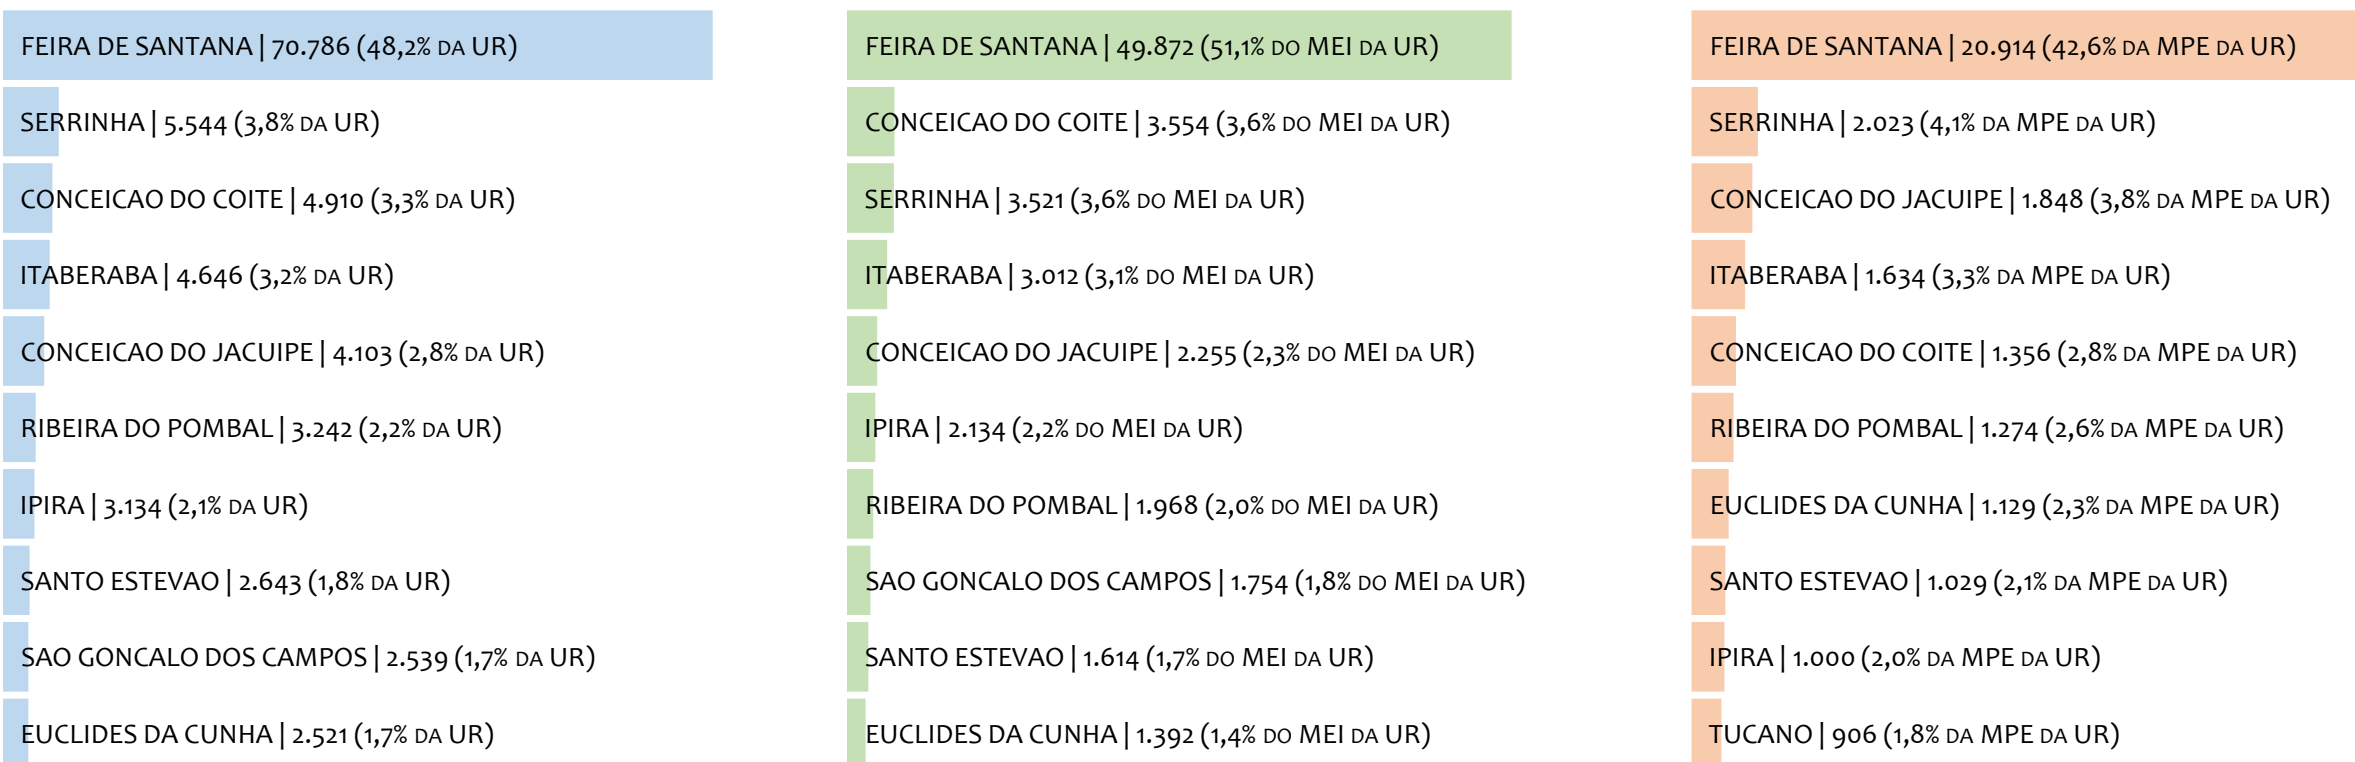 FEIRA DE SANTANA | 70.786 (48,2% DA UR)
SERRINHA | 5.544 (3,8% DA UR)
CONCEICAO DO COITE | 4.910 (3,3% DA UR)
ITABERABA | 4.646 (3,2% DA UR)
CONCEICAO DO JACUIPE | 4.103 (2,8% DA UR)
RIBEIRA DO POMBAL | 3.242 (2,2% DA UR)
IPIRA | 3.134 (2,1% DA UR)
SANTO ESTEVAO | 2.643 (1,8% DA UR)
SAO GONCALO DOS CAMPOS | 2.539 (1,7% DA UR)
EUCLIDES DA CUNHA | 2.521 (1,7% DA UR)
FEIRA DE SANTANA | 49.872 (51,1% DO MEI DA UR)
CONCEICAO DO COITE | 3.554 (3,6% DO MEI DA UR)
SERRINHA | 3.521 (3,6% DO MEI DA UR)
ITABERABA | 3.012 (3,1% DO MEI DA UR)
CONCEICAO DO JACUIPE | 2.255 (2,3% DO MEI DA UR)
IPIRA | 2.134 (2,2% DO MEI DA UR)
RIBEIRA DO POMBAL | 1.968 (2,0% DO MEI DA UR)
SAO GONCALO DOS CAMPOS | 1.754 (1,8% DO MEI DA UR)
SANTO ESTEVAO | 1.614 (1,7% DO MEI DA UR)
EUCLIDES DA CUNHA | 1.392 (1,4% DO MEI DA UR)
FEIRA DE SANTANA | 20.914 (42,6% DA MPE DA UR)
SERRINHA | 2.023 (4,1% DA MPE DA UR)
CONCEICAO DO JACUIPE | 1.848 (3,8% DA MPE DA UR)
ITABERABA | 1.634 (3,3% DA MPE DA UR)
CONCEICAO DO COITE | 1.356 (2,8% DA MPE DA UR)
RIBEIRA DO POMBAL | 1.274 (2,6% DA MPE DA UR)
EUCLIDES DA CUNHA | 1.129 (2,3% DA MPE DA UR)
SANTO ESTEVAO | 1.029 (2,1% DA MPE DA UR)
IPIRA | 1.000 (2,0% DA MPE DA UR)
TUCANO | 906 (1,8% DA MPE DA UR)